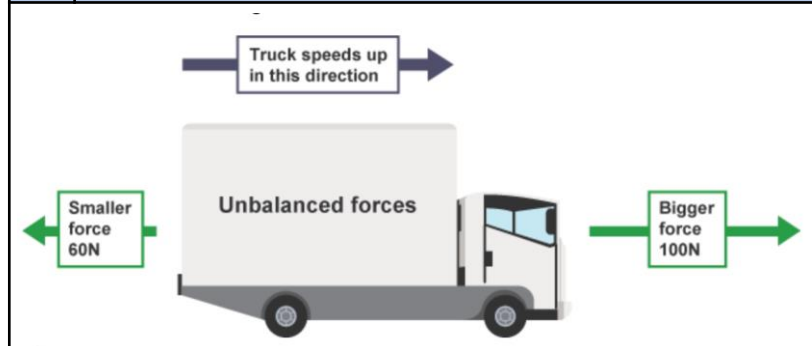 Truck speeds up
in this direction
Smaller
force
60N
Unbalanced forces
Bigger
force
100N